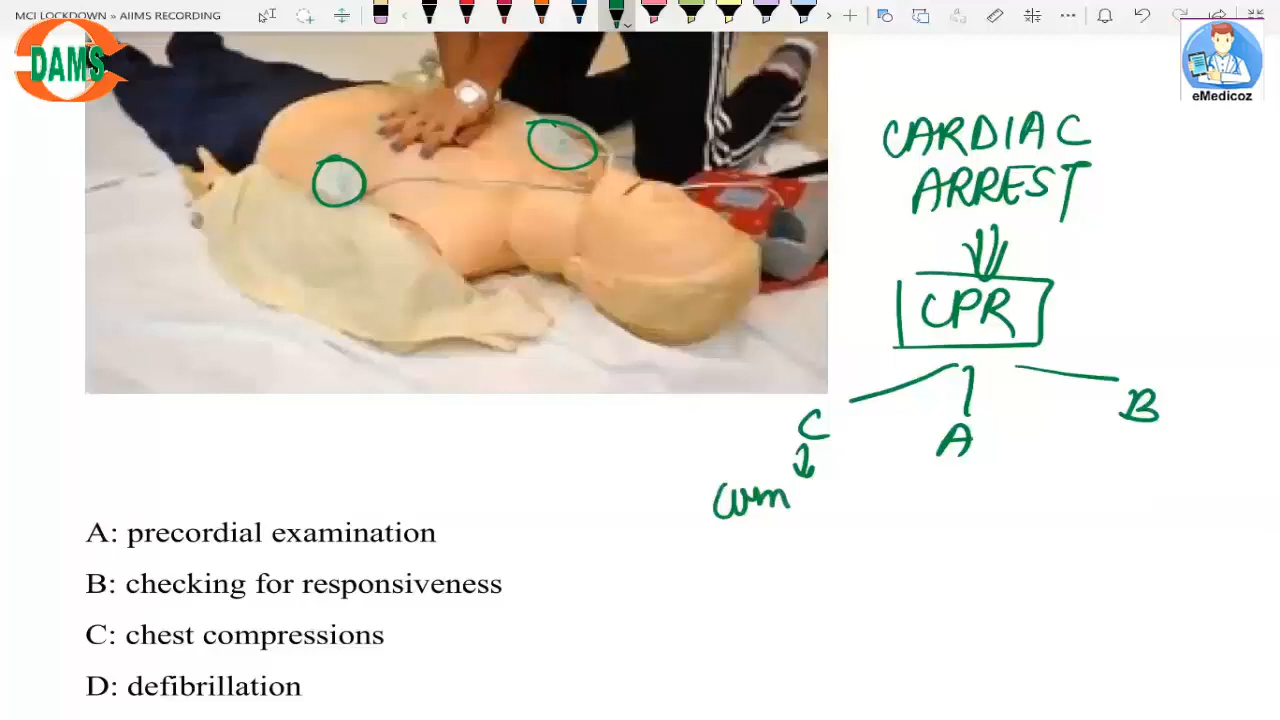 MCI LOCKDOWN » AIIMS RECORDING
DAMS
eMedicoz
CARDIAC
ARREST
CPR
C
A
B
A: precordial examination
B: checking for responsiveness
C: chest compressions
D: defibrillation